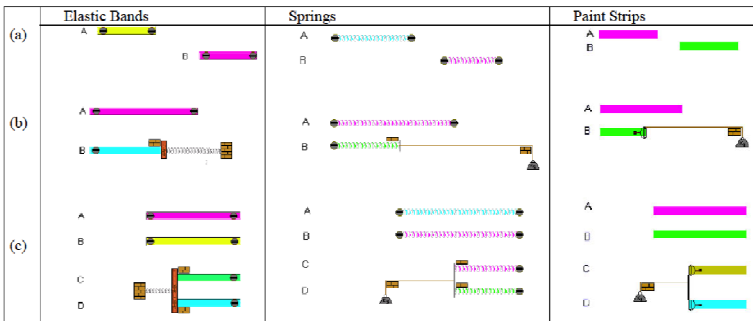 Elastic Bands Springs Paint Strips
(a) A A A
B B B
(b) A A A
B B B
(c) A A A
B B D
C C C
D D D